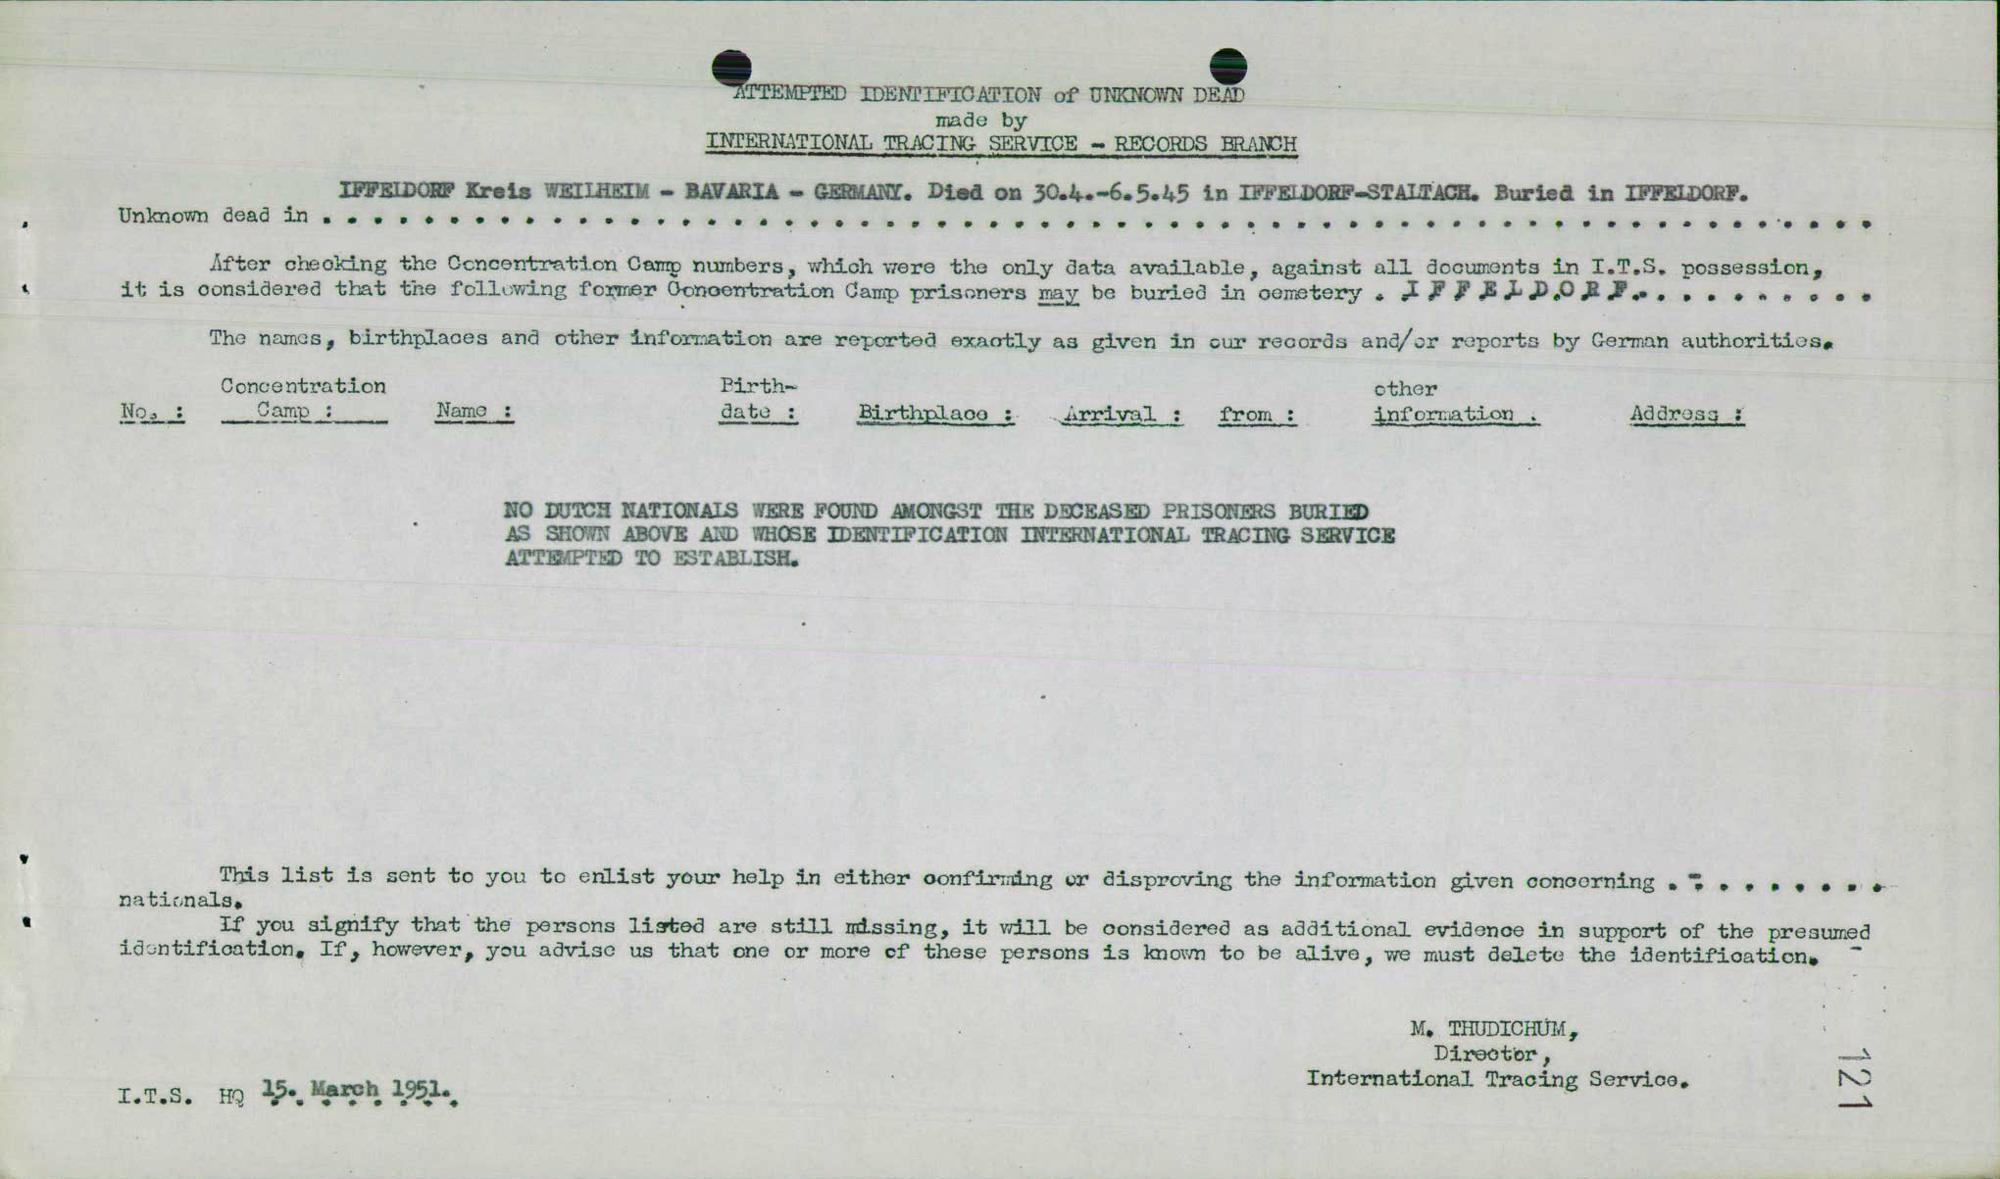 ATTEMPTED IDENTIFICATION of UNKNOWN DEAD
made by
INTERNATIONAL TRACING SERVICE - RECORDS BRANCH
IFFELDORF Kreis WEILHEIM - BAVARIA - GERMANY. Died on 30.4.-6.5.45 in IFFELDORF-STALTACH. Buried in IFFELDORF.
Unknown dead in . . . . . . . . . . . . . . . . . . . . . . . . . . . . . . . . . . . . . . . . . . . . . . . . . . . . . . . . . . . .
After checking the Concentration Camp numbers, which were the only data available, against all documents in I.T.S. possession,
it is considered that the following former Concentration Camp prisoners may be buried in cemetery . I F F E L D O R F. . . . . . . . . .
The names, birthplaces and other information are reported exactly as given in our records and/or reports by German authorities.
Concentration Birth- other
No. : Camp : Name : date : Birthplace : Arrival : from : information : Address :
NO DUTCH NATIONALS WERE FOUND AMONGST THE DECEASED PRISONERS BURIED
AS SHOWN ABOVE AND WHOSE IDENTIFICATION INTERNATIONAL TRACING SERVICE
ATTEMPTED TO ESTABLISH.
This list is sent to you to enlist your help in either confirming or disproving the information given concerning . - . . . . . . .
nationals.
If you signify that the persons listed are still missing, it will be considered as additional evidence in support of the presumed
identification. If, however, you advise us that one or more of these persons is known to be alive, we must delete the identification. -
M. THUDICHUM,
Director,
International Tracing Service.
I.T.S. HQ 15. March 1951.
121